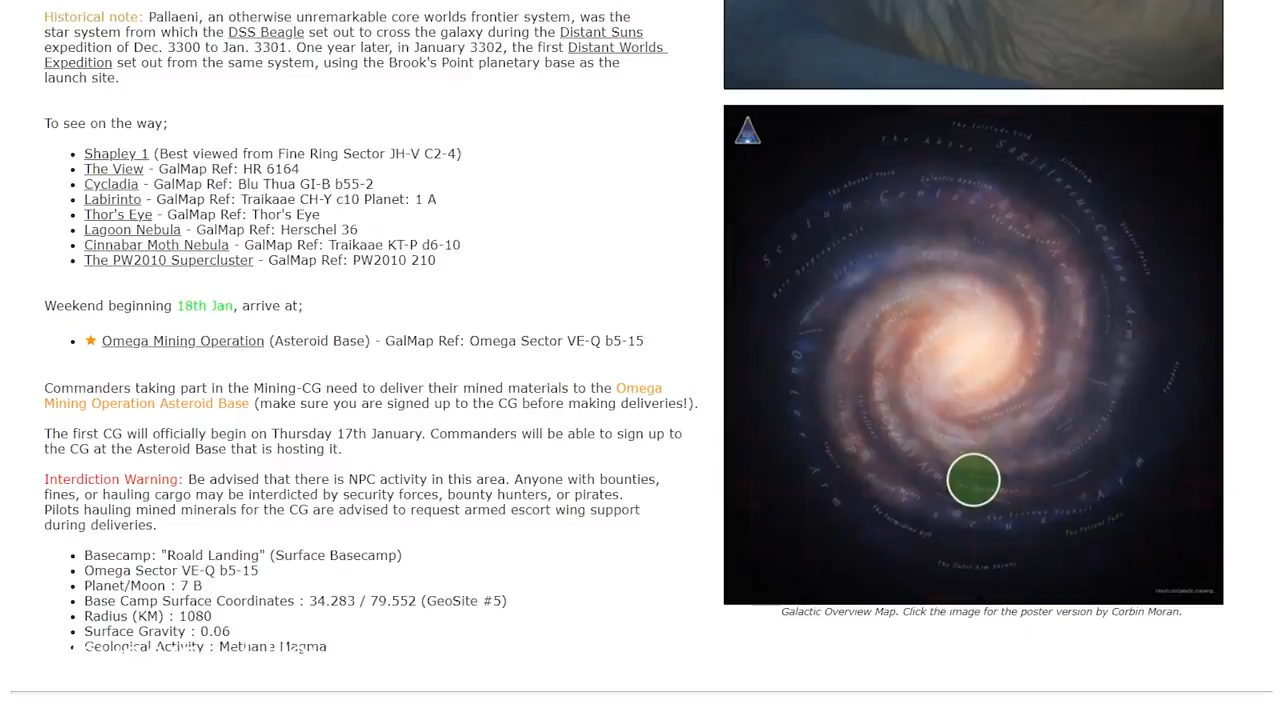 Historical note: Pallaeni, an otherwise unremarkable core worlds frontier system, was the
star system from which the DSS Beagle set out to cross the galaxy during the Distant Suns
expedition of Dec. 3300 to Jan. 3301. One year later, in January 3302, the first Distant Worlds
Expedition set out from the same system, using the Brook's Point planetary base as the
launch site.
To see on the way;
Shapley 1 (Best viewed from Fine Ring Sector JH-V C2-4)
The View - GalMap Ref: HR 6164
Cycladia - GalMap Ref: Blu Thua GI-B b55-2
Labirinto - GalMap Ref: Traikaae CH-Y c10 Planet: 1 A
Thor's Eye - GalMap Ref: Thor's Eye
Lagoon Nebula - GalMap Ref: Herschel 36
Cinnabar Moth Nebula - GalMap Ref: Traikaae KT-P d6-10
The PW2010 Supercluster - GalMap Ref: PW2010 210
Weekend beginning 18th Jan, arrive at;
Omega Mining Operation (Asteroid Base) - GalMap Ref: Omega Sector VE-Q b5-15
Commanders taking part in the Mining-CG need to deliver their mined materials to the Omega
Mining Operation Asteroid Base (make sure you are signed up to the CG before making deliveries!).
The first CG will officially begin on Thursday 17th January. Commanders will be able to sign up to
the CG at the Asteroid Base that is hosting it.
Interdiction Warning: Be advised that there is NPC activity in this area. Anyone with bounties,
fines, or hauling cargo may be interdicted by security forces, bounty hunters, or pirates.
Pilots hauling mined minerals for the CG are advised to request armed escort wing support
during deliveries.
Basecamp: "Roald Landing" (Surface Basecamp)
Omega Sector VE-Q b5-15
Planet/Moon : 7 B
Base Camp Surface Coordinates : 34.283 / 79.552 (GeoSite #5)
Radius (KM) : 1080
Surface Gravity : 0.06
Geological Activity : Methane Magma
The Solitude Void
The Abyss
Scutum-Centaurus
Sagittarius-Carina Arm
Galactic Overview Map. Click the image for the poster version by Corbin Moran.